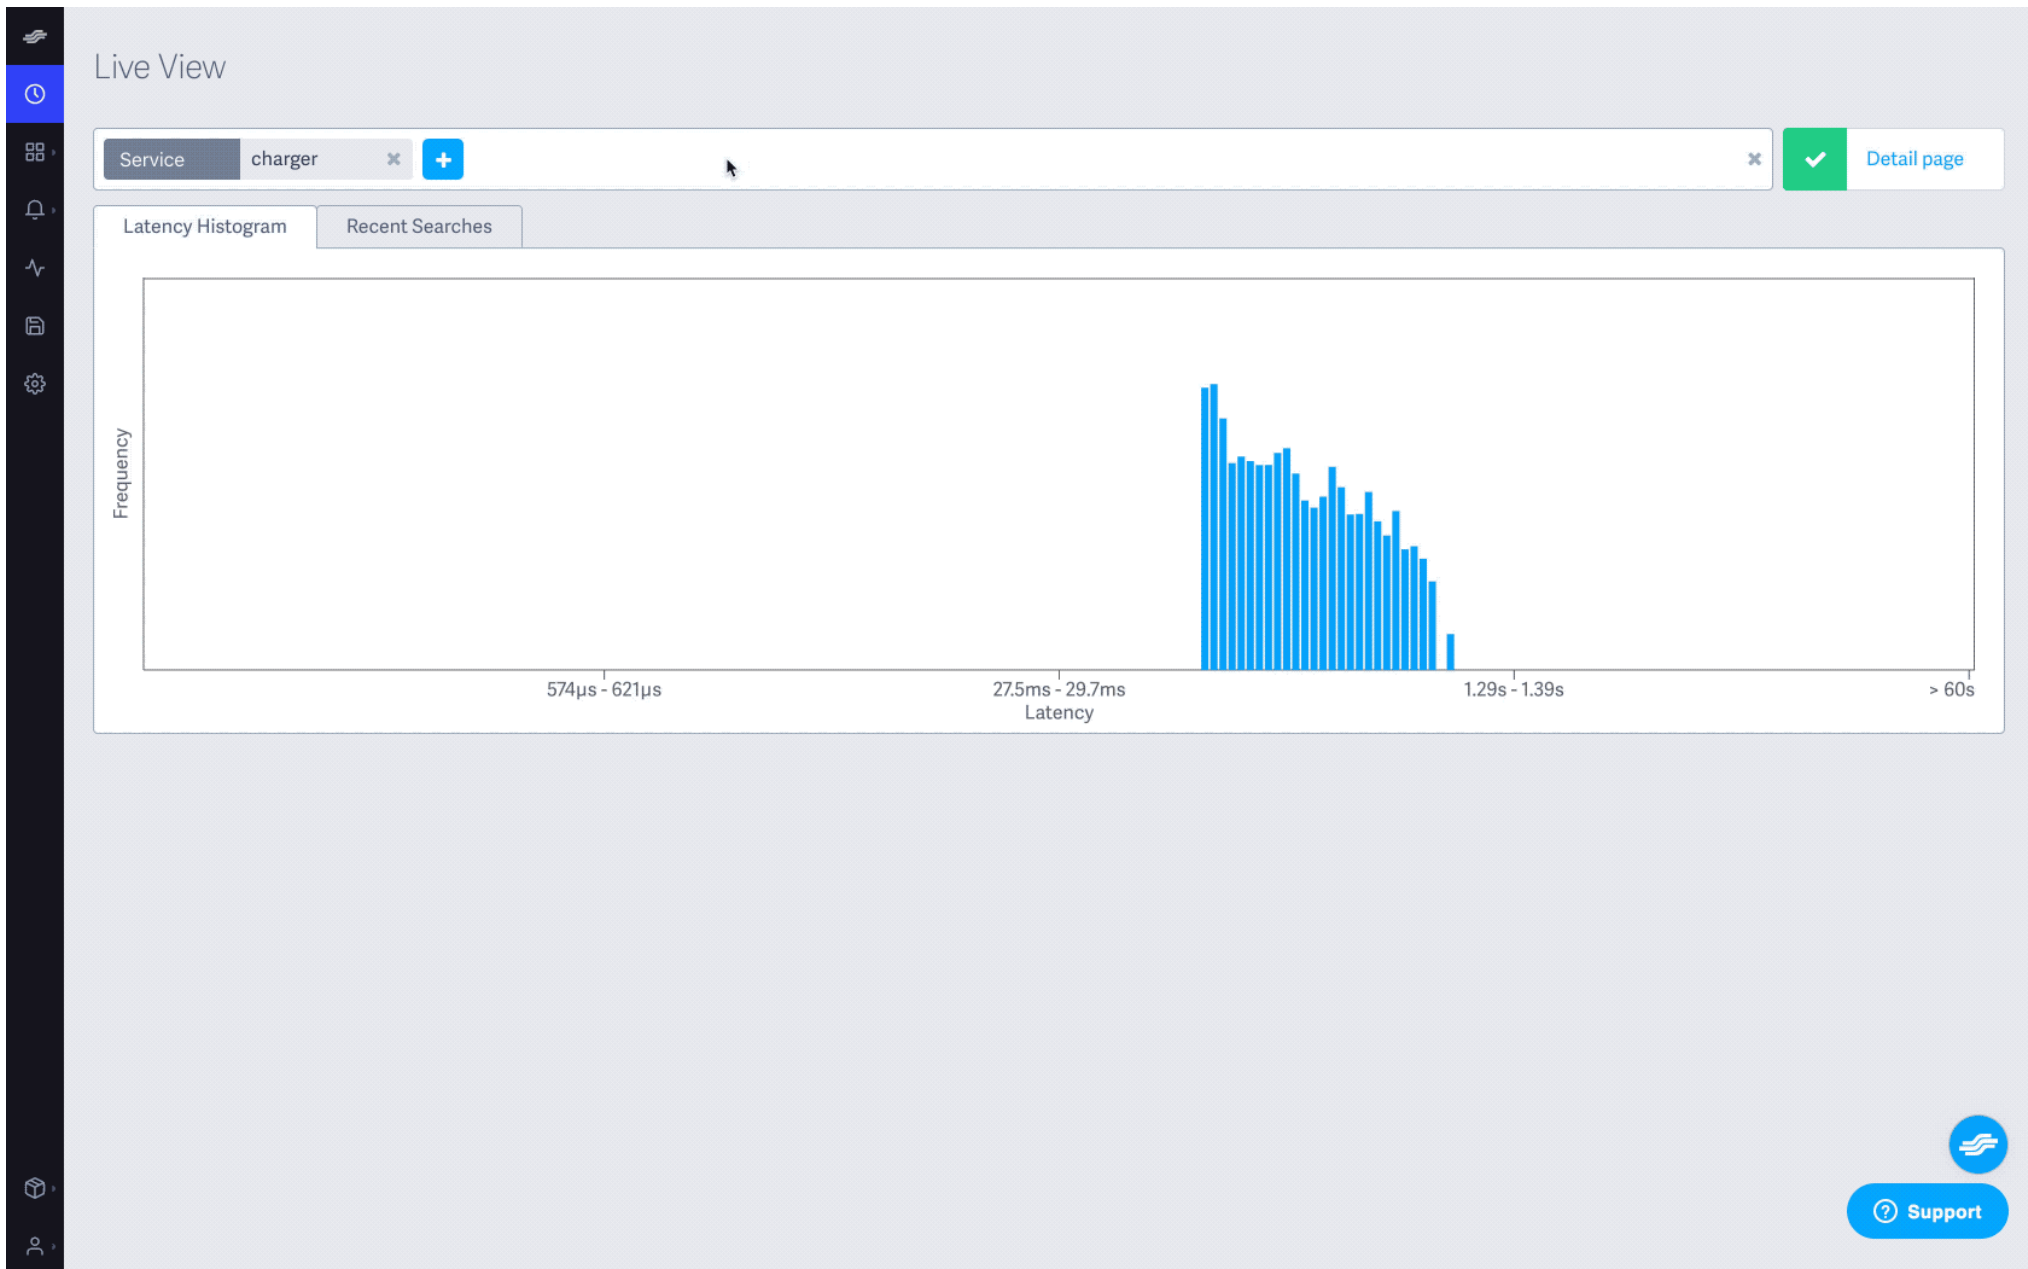 Live View
Service charger
Detail page
Latency Histogram Recent Searches
Frequency
574µs - 621µs 27.5ms - 29.7ms 1.29s - 1.39s > 60s
Latency
Support